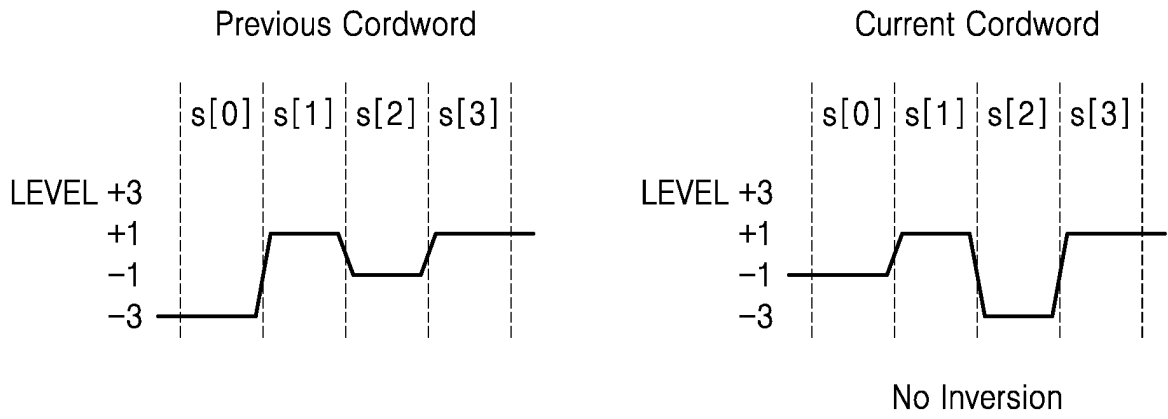 Previous Cordword
s[0] s[1] s[2] s[3]
LEVEL +3
+1
−1
−3
Current Cordword
s[0] s[1] s[2] s[3]
LEVEL +3
+1
−1
−3
No Inversion